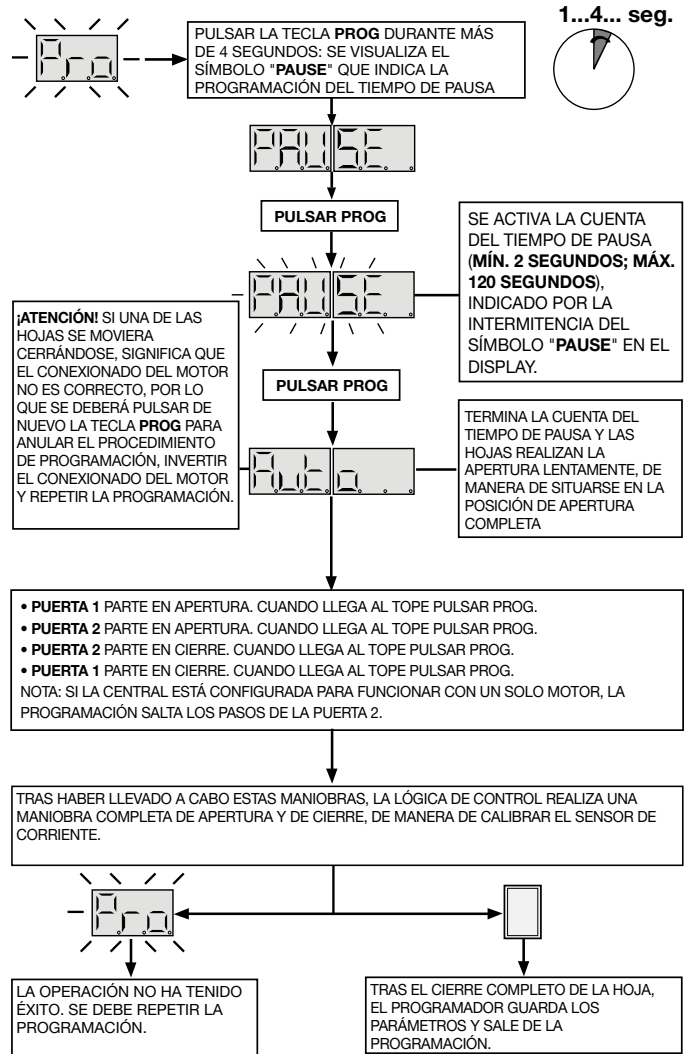 1...4... seg.
Pro
PULSAR LA TECLA PROG DURANTE MÁS
DE 4 SEGUNDOS: SE VISUALIZA EL
SÍMBOLO "PAUSE" QUE INDICA LA
PROGRAMACIÓN DEL TIEMPO DE PAUSA
PAUSE
PULSAR PROG
PAUSE
SE ACTIVA LA CUENTA
DEL TIEMPO DE PAUSA
(MÍN. 2 SEGUNDOS; MÁX.
120 SEGUNDOS),
INDICADO POR LA
INTERMITENCIA DEL
SÍMBOLO "PAUSE" EN EL
DISPLAY.
¡ATENCIÓN! SI UNA DE LAS
HOJAS SE MOVIERA
CERRÁNDOSE, SIGNIFICA QUE
EL CONEXIONADO DEL MOTOR
NO ES CORRECTO, POR LO
QUE SE DEBERÁ PULSAR DE
NUEVO LA TECLA PROG PARA
ANULAR EL PROCEDIMIENTO
DE PROGRAMACIÓN, INVERTIR
EL CONEXIONADO DEL MOTOR
Y REPETIR LA PROGRAMACIÓN.
PULSAR PROG
Auto
TERMINA LA CUENTA DEL
TIEMPO DE PAUSA Y LAS
HOJAS REALIZAN LA
APERTURA LENTAMENTE, DE
MANERA DE SITUARSE EN LA
POSICIÓN DE APERTURA
COMPLETA
• PUERTA 1 PARTE EN APERTURA. CUANDO LLEGA AL TOPE PULSAR PROG.
• PUERTA 2 PARTE EN APERTURA. CUANDO LLEGA AL TOPE PULSAR PROG.
• PUERTA 2 PARTE EN CIERRE. CUANDO LLEGA AL TOPE PULSAR PROG.
• PUERTA 1 PARTE EN CIERRE. CUANDO LLEGA AL TOPE PULSAR PROG.
NOTA: SI LA CENTRAL ESTÁ CONFIGURADA PARA FUNCIONAR CON UN SOLO MOTOR, LA
PROGRAMACIÓN SALTA LOS PASOS DE LA PUERTA 2.
TRAS HABER LLEVADO A CABO ESTAS MANIOBRAS, LA LÓGICA DE CONTROL REALIZA UNA
MANIOBRA COMPLETA DE APERTURA Y DE CIERRE, DE MANERA DE CALIBRAR EL SENSOR DE
CORRIENTE.
Pro
LA OPERACIÓN NO HA TENIDO
ÉXITO. SE DEBE REPETIR LA
PROGRAMACIÓN.
TRAS EL CIERRE COMPLETO DE LA HOJA,
EL PROGRAMADOR GUARDA LOS
PARÁMETROS Y SALE DE LA
PROGRAMACIÓN.